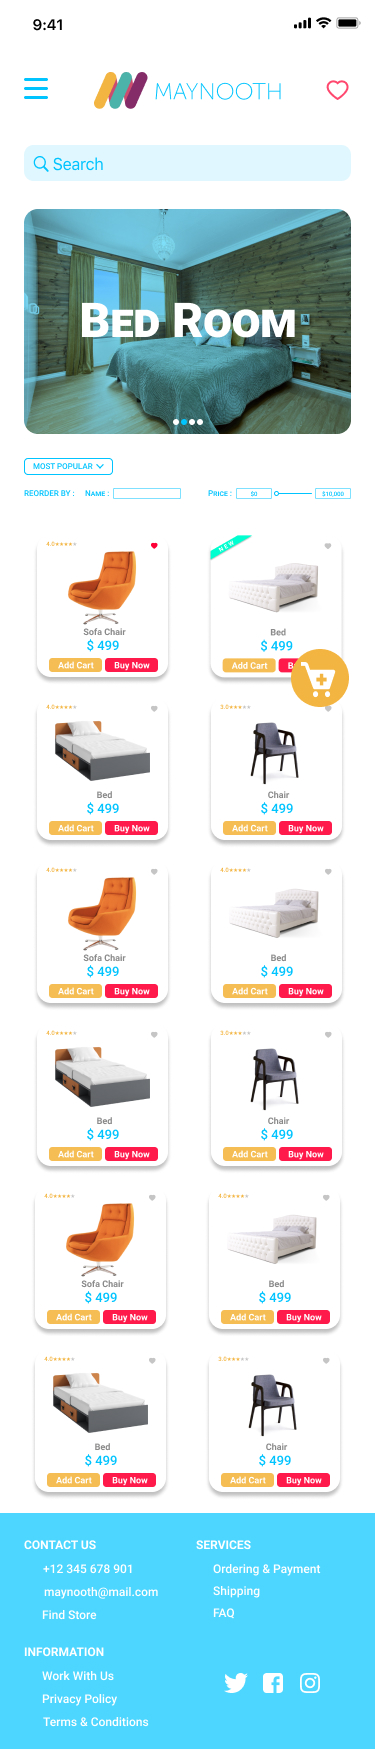 9:41
MAYNOOTH
Search
BED ROOM
MOST POPULAR
REORDER BY : NAME : PRICE : $0 $10,000
4.0
Sofa Chair
$ 499
Add Cart Buy Now
NEW
Bed
$ 499
Add Cart
4.0
Bed
$ 499
Add Cart Buy Now
3.0
Chair
$ 499
Add Cart Buy Now
4.0
Sofa Chair
$ 499
Add Cart Buy Now
4.0
Bed
$ 499
Add Cart Buy Now
4.0
Bed
$ 499
Add Cart Buy Now
3.0
Chair
$ 499
Add Cart Buy Now
4.0
Sofa Chair
$ 499
Add Cart Buy Now
4.0
Bed
$ 499
Add Cart Buy Now
4.0
Bed
$ 499
Add Cart Buy Now
3.0
Chair
$ 499
Add Cart Buy Now
CONTACT US
+12 345 678 901
maynooth@mail.com
Find Store
SERVICES
Ordering & Payment
Shipping
FAQ
INFORMATION
Work With Us
Privacy Policy
Terms & Conditions